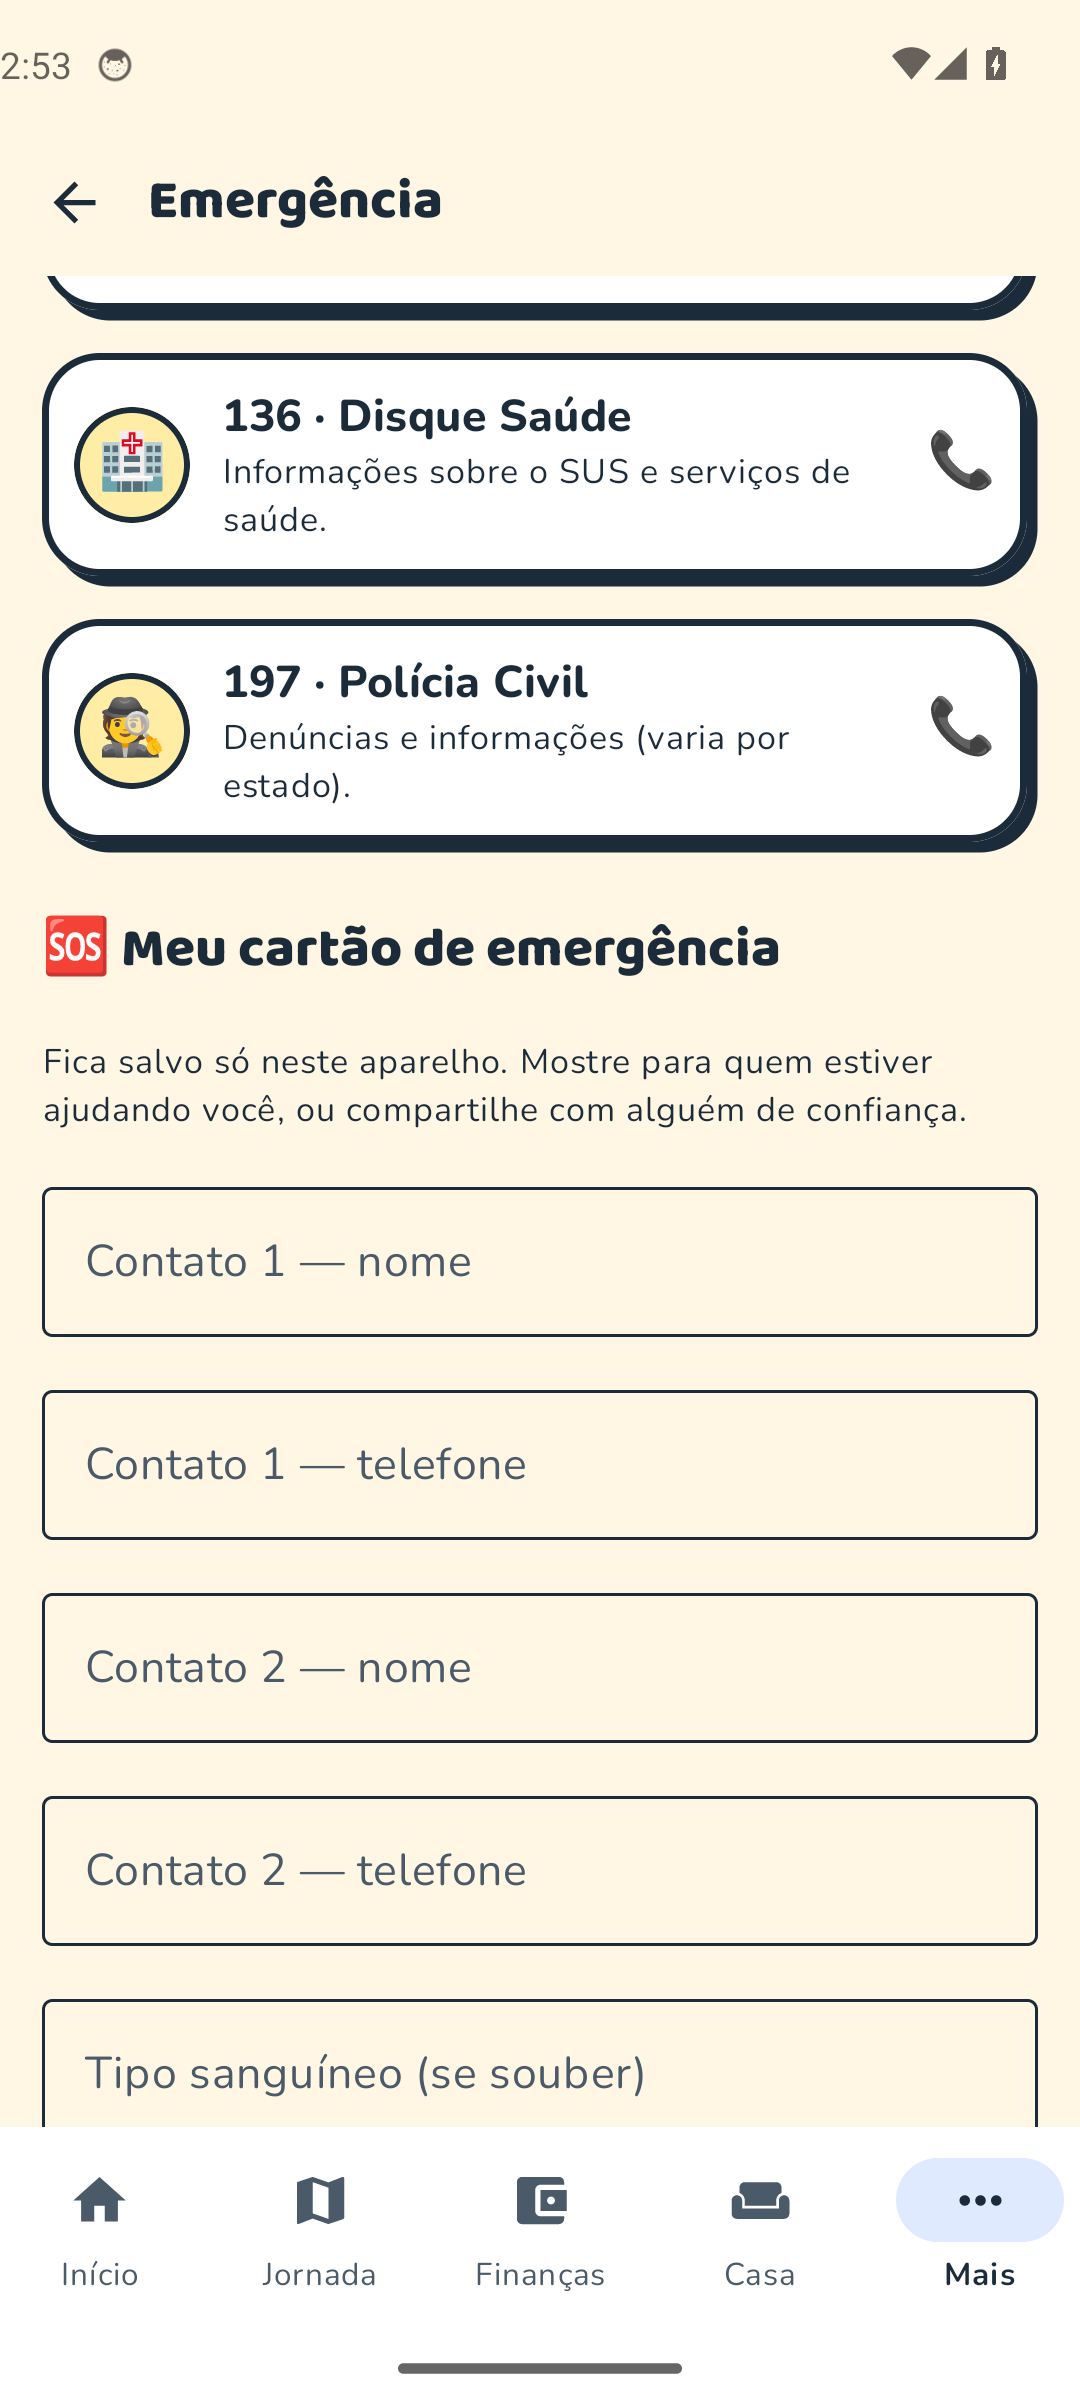 2:53
Emergência
136 · Disque Saúde
Informações sobre o SUS e serviços de
saúde.
197 · Polícia Civil
Denúncias e informações (varia por
estado).
🆘 Meu cartão de emergência
Fica salvo só neste aparelho. Mostre para quem estiver
ajudando você, ou compartilhe com alguém de confiança.
Contato 1 — nome
Contato 1 — telefone
Contato 2 — nome
Contato 2 — telefone
Tipo sanguíneo (se souber)
Início
Jornada
Finanças
Casa
Mais